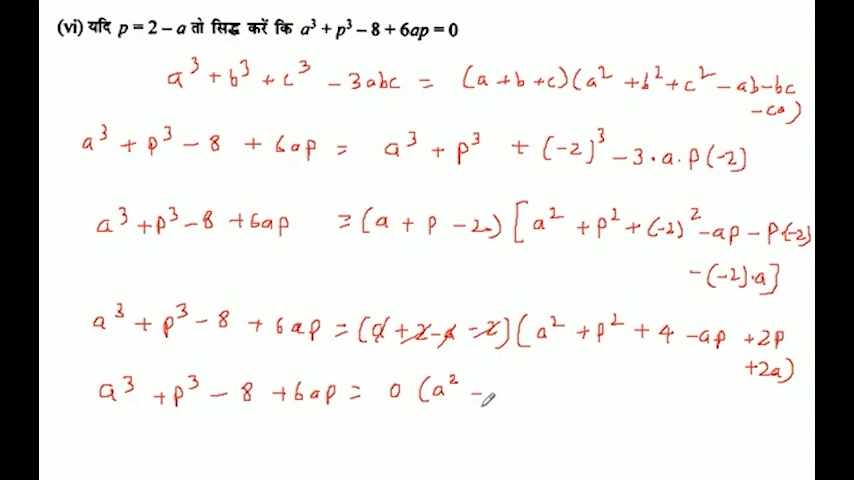 (vi) यदि p = 2 – a तो सिद्ध करें कि a³ + p³ – 8 + 6ap = 0
a³ + b³ + c³ - 3abc = (a + b + c)(a² + b² + c² - ab - bc
- ca)
a³ + p³ - 8 + 6ap = a³ + p³ + (-2)³ - 3 · a . p (-2)
a³ + p³ - 8 + 6ap = (a + p - 2) [a² + p² + (-2)² - ap - p(-2)
- (-2) · a]
a³ + p³ - 8 + 6ap = (a + 2 - a - 2)(a² + p² + 4 - ap + 2p
+ 2a)
a³ + p³ - 8 + 6ap = 0 (a² -